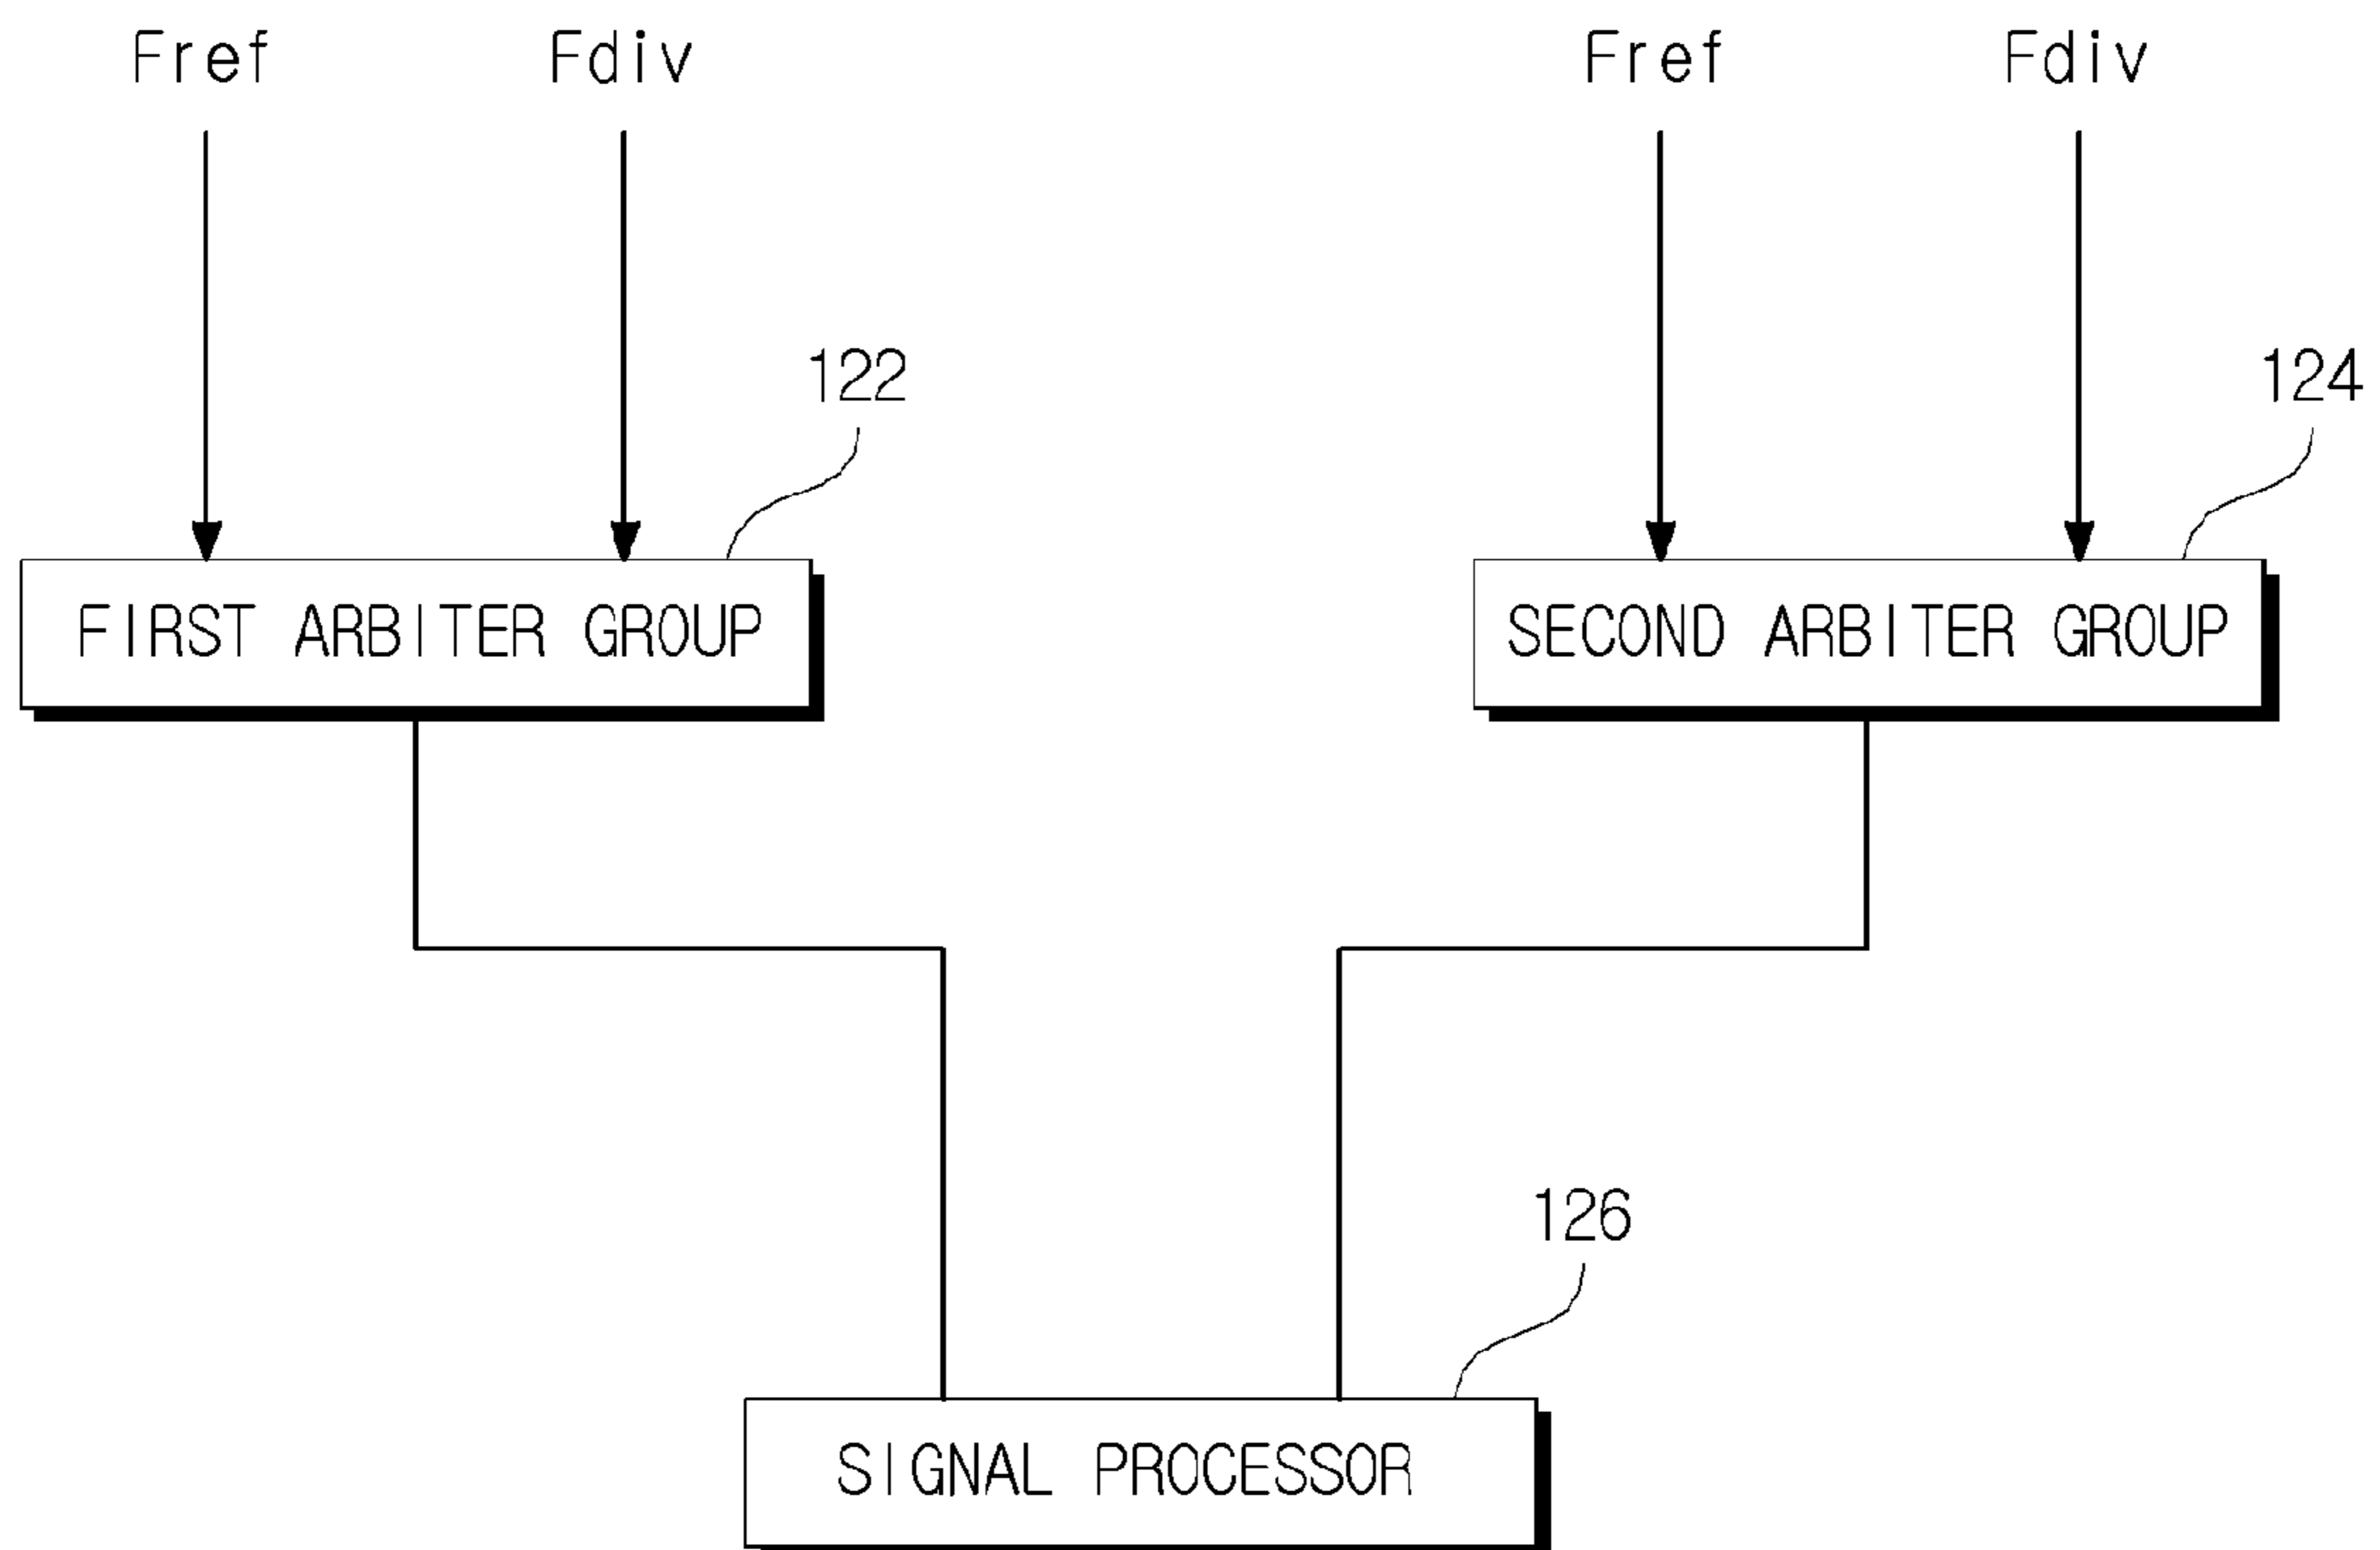 Fref Fdiv Fref Fdiv
122 124
FIRST ARBITER GROUP SECOND ARBITER GROUP
126
SIGNAL PROCESSOR